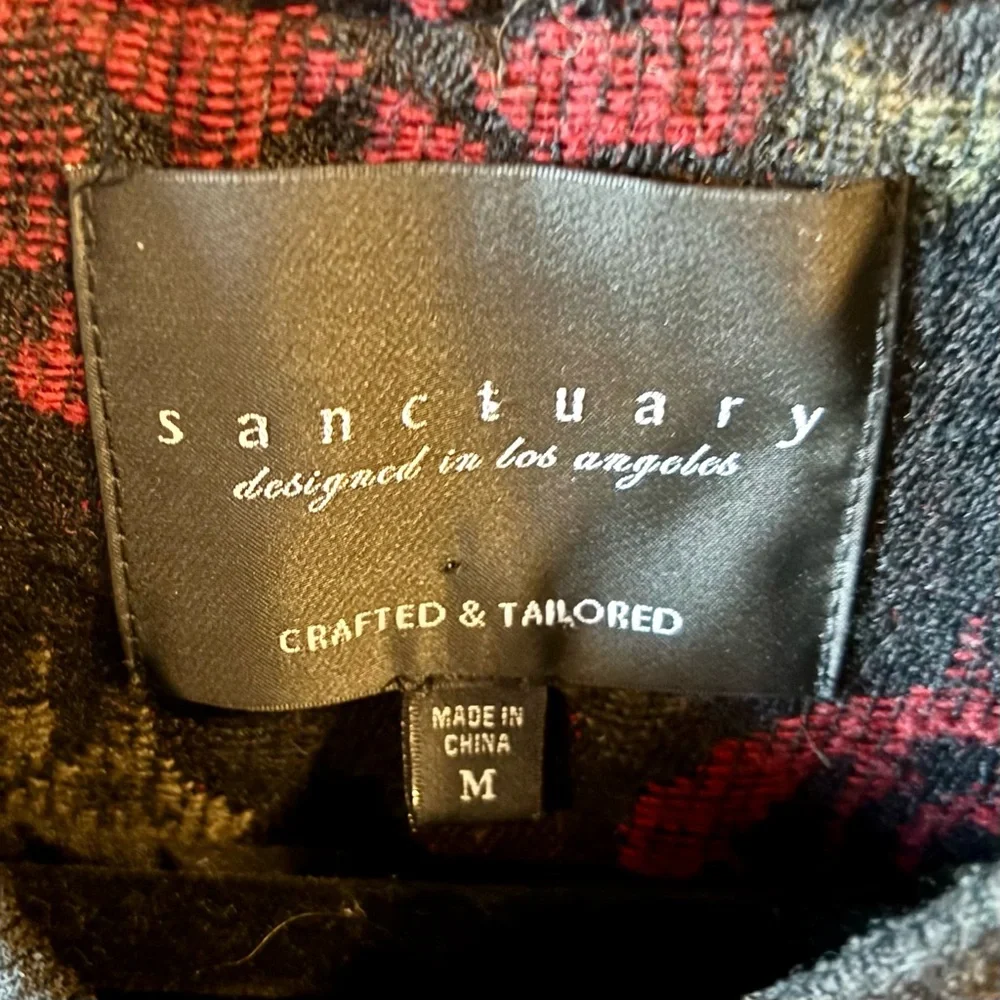 sanctuary
designed in los angeles
CRAFTED & TAILORED
MADE IN
CHINA
M